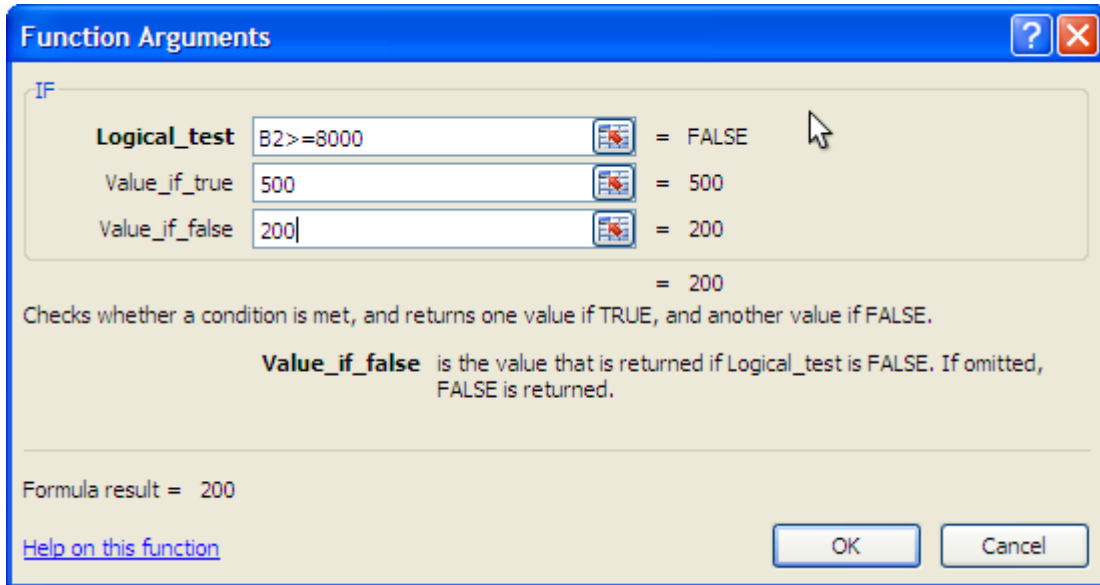 Function Arguments
IF
Logical_test B2>=8000 = FALSE
Value_if_true 500 = 500
Value_if_false 200 = 200
= 200
Checks whether a condition is met, and returns one value if TRUE, and another value if FALSE.
Value_if_false is the value that is returned if Logical_test is FALSE. If omitted,
FALSE is returned.
Formula result = 200
Help on this function OK Cancel